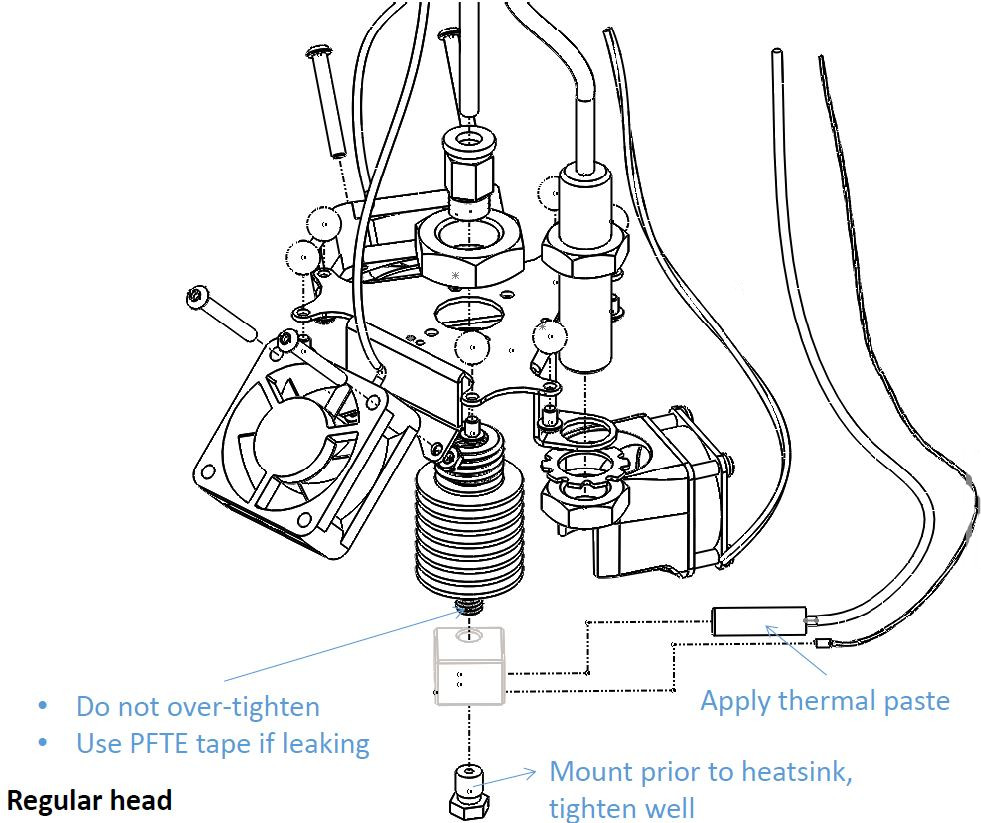 • Do not over-tighten
• Use PFTE tape if leaking
Apply thermal paste
Mount prior to heatsink,
tighten well
Regular head